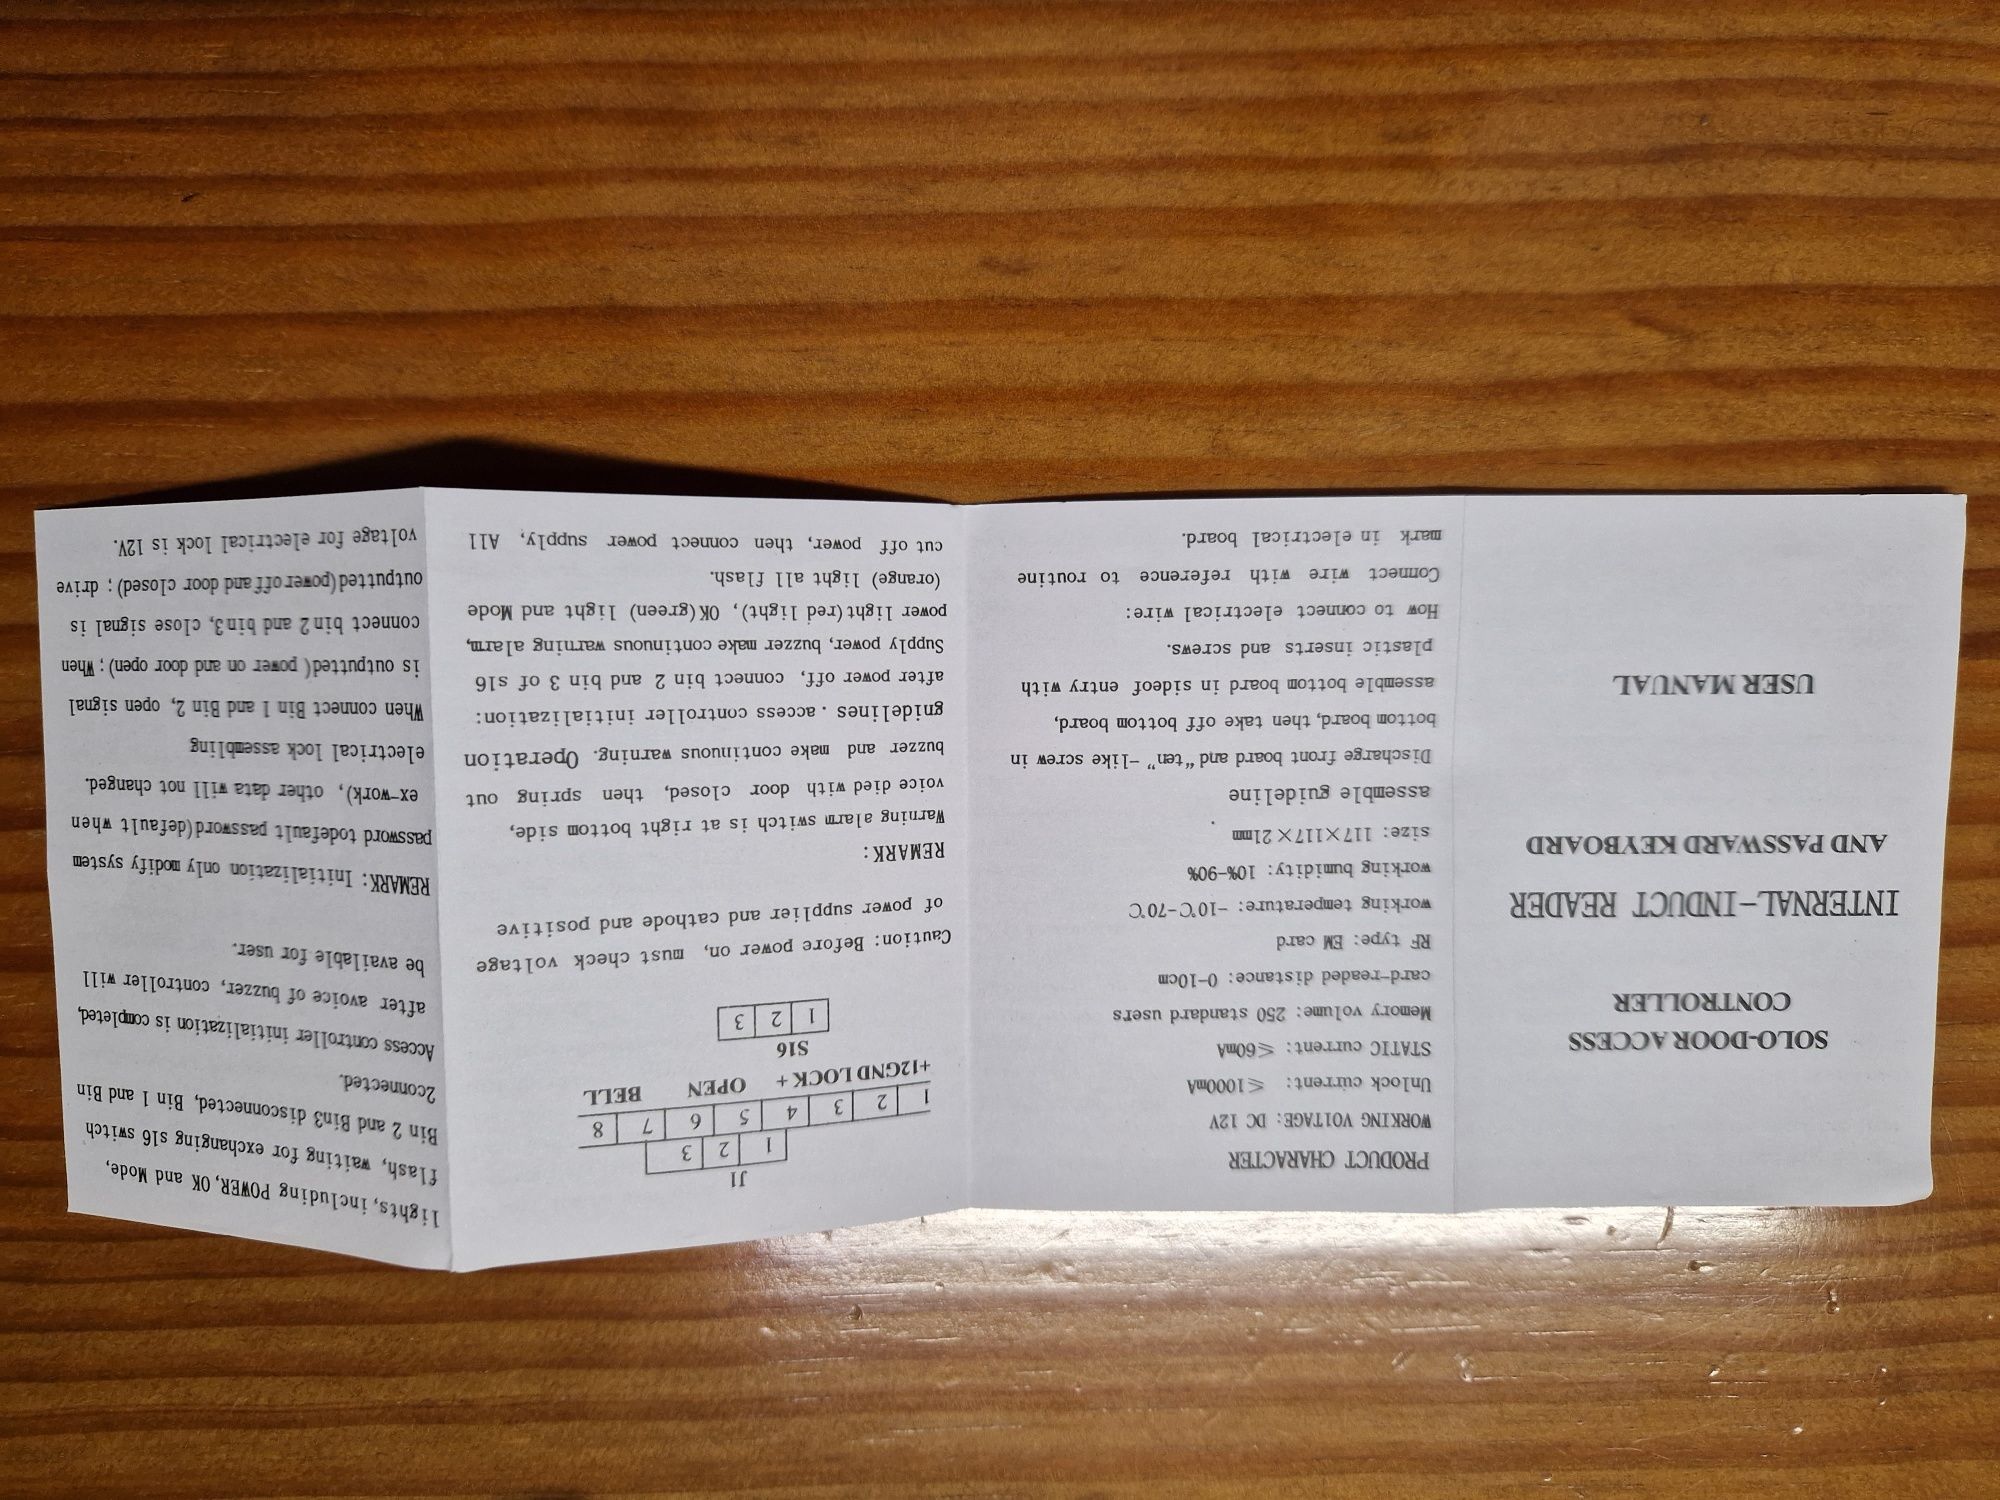 SOLO-DOOR ACCESS
CONTROLLER
INTERNAL-INDUCT READER
AND PASSWARD KEYBOARD
USER MANUAL
PRODUCT CHARACTER
WORKING VOLTAGE: DC 12V
Unlock current: ≤1000mA
STATIC current: ≤60mA
Memory volume: 250 standard users
card-readed distance: 0-10cm
RF type: EM card
working temperature: -10℃-70℃
working bumidity: 10%-90%
size: 117×117×21mm
assemble guideline
Discharge front board and "ten" -like screw in
bottom board, then take off bottom board,
assemble bottom board in sideof entry with
plastic inserts and screws.
How to connect electrical wire:
Connect wire with reference to routine
mark in electrical board.
J1
1 2 3
1 2 3 4 5 6 7 8
+12GND LOCK + OPEN BELL
S16
1 2 3
Caution: Before power on, must check voltage
of power supplier and cathode and positive
REMARK:
Warning alarm switch is at right bottom side,
voice died with door closed, then spring out
buzzer and make continuous warning. Operation
gnidelines .access controller initialization:
after power off, connect bin 2 and bin 3 of s16
Supply power, buzzer make continuous warning alarm,
power light(red light), OK(green) light and Mode
(orange) light all flash.
cut off power, then connect power supply, All
lights, including POWER, OK and Mode,
flash, waiting for exchanging s16 switch
Bin 2 and Bin3 disconnected, Bin 1 and Bin
2connected.
Access controller initialization is completed,
after avoice of buzzer, controller will
be available for user.
REMARK: Initialization only modify system
password todefault password(default when
ex-work), other data will not changed.
electrical lock assembling
When connect Bin 1 and Bin 2, open signal
is outputted( power on and door open); When
connect bin 2 and bin3, close signal is
outputted(power off and door closed); drive
voltage for electrical lock is 12V.